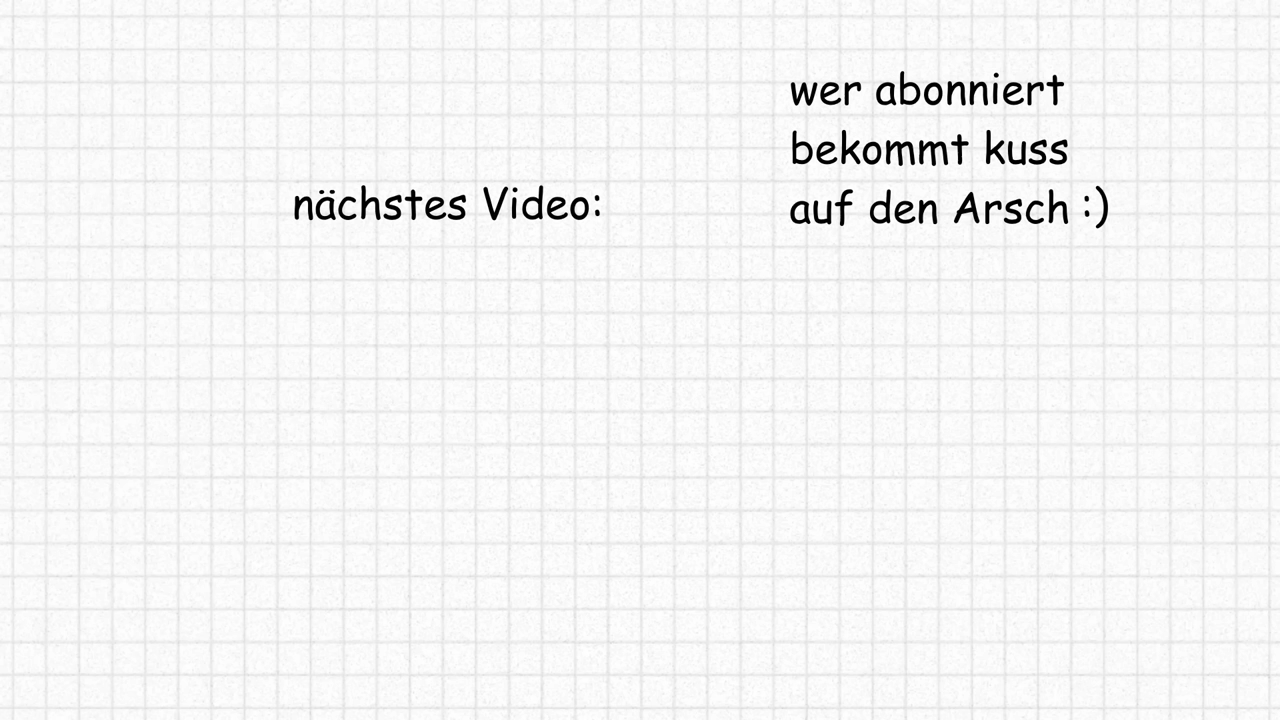 nächstes Video:
wer abonniert
bekommt kuss
auf den Arsch :)